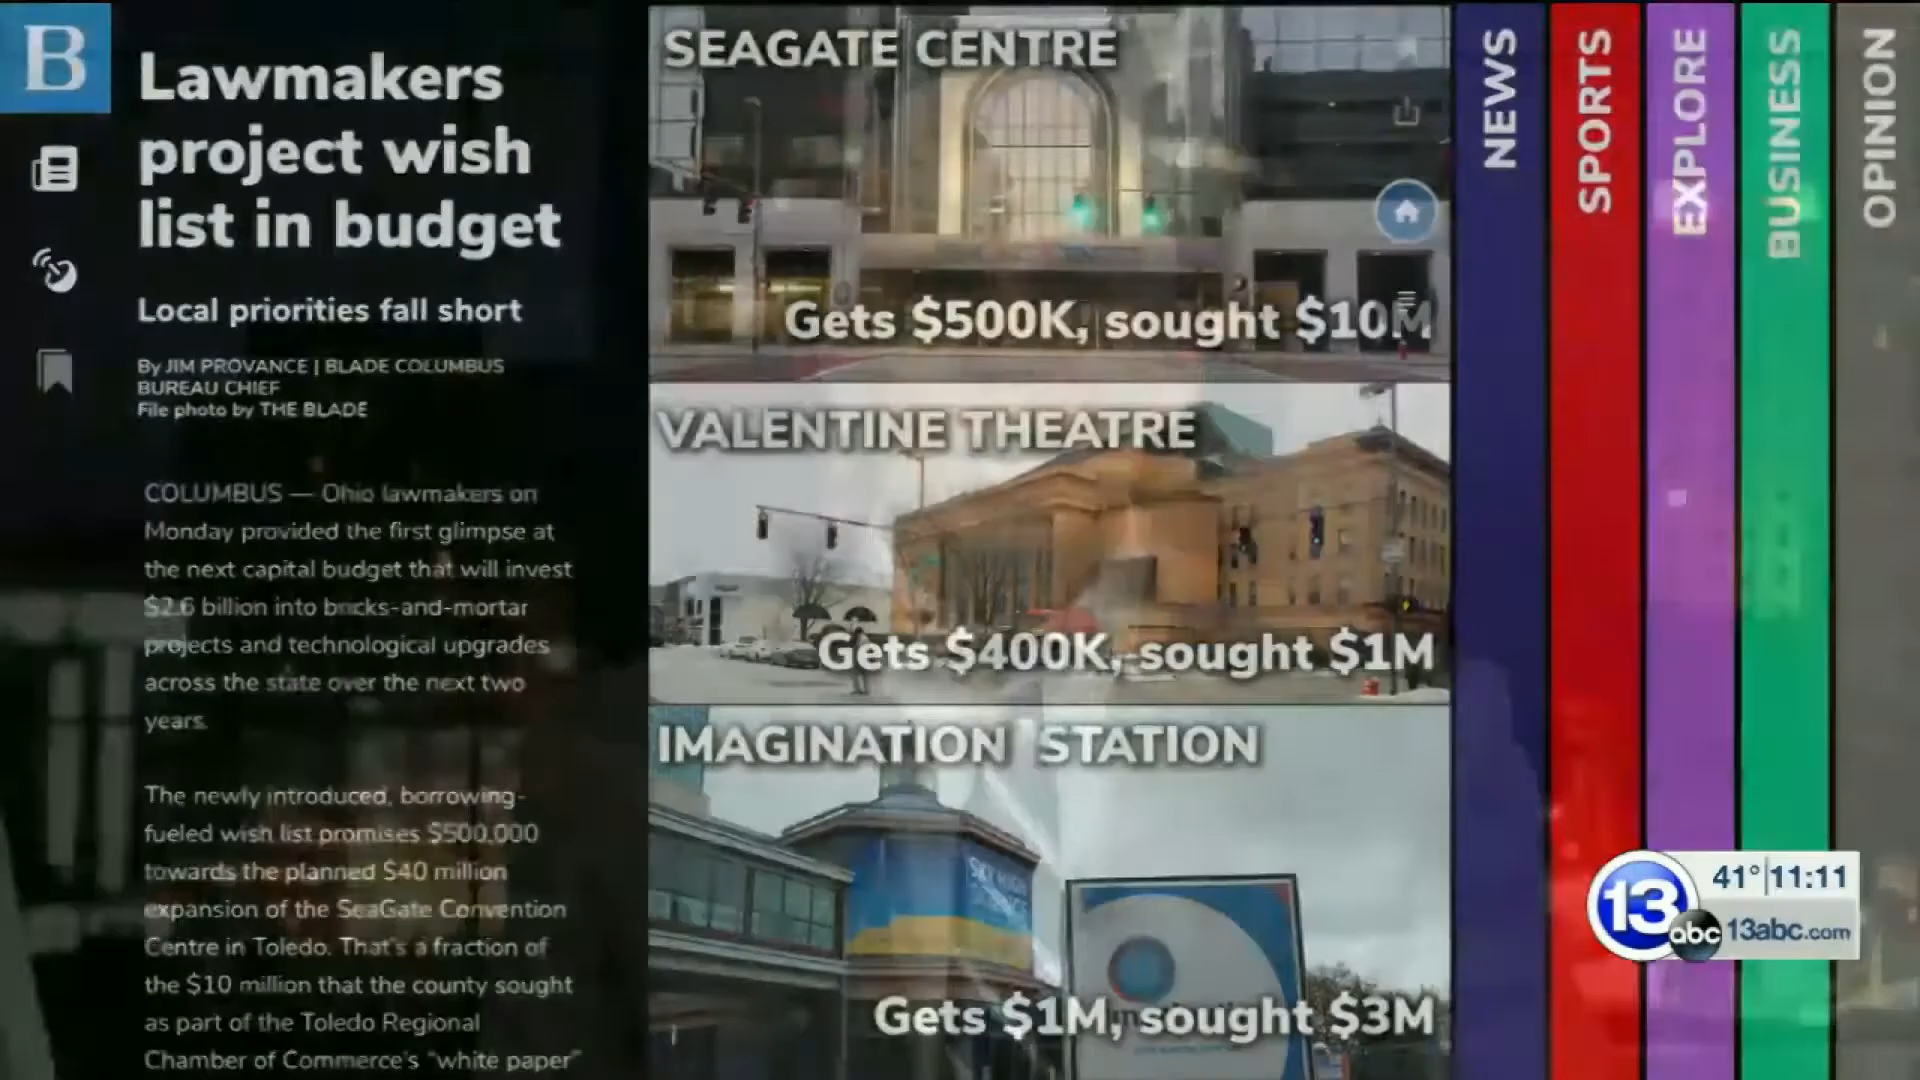 B
Lawmakers
project wish
list in budget
Local priorities fall short
By JIM PROVANCE | BLADE COLUMBUS
BUREAU CHIEF
File photo by THE BLADE
COLUMBUS — Ohio lawmakers on
Monday provided the first glimpse at
the next capital budget that will invest
$2.6 billion into bricks-and-mortar
projects and technological upgrades
across the state over the next two
years.
The newly introduced, borrowing-
fueled wish list promises $500,000
towards the planned $40 million
expansion of the SeaGate Convention
Centre in Toledo. That's a fraction of
the $10 million that the county sought
as part of the Toledo Regional
Chamber of Commerce's "white paper"
SEAGATE CENTRE
Gets $500K, sought $10M
VALENTINE THEATRE
Gets $400K, sought $1M
IMAGINATION STATION
Gets $1M, sought $3M
NEWS
SPORTS
EXPLORE
BUSINESS
OPINION
13
abc
41° 11:11
13abc.com